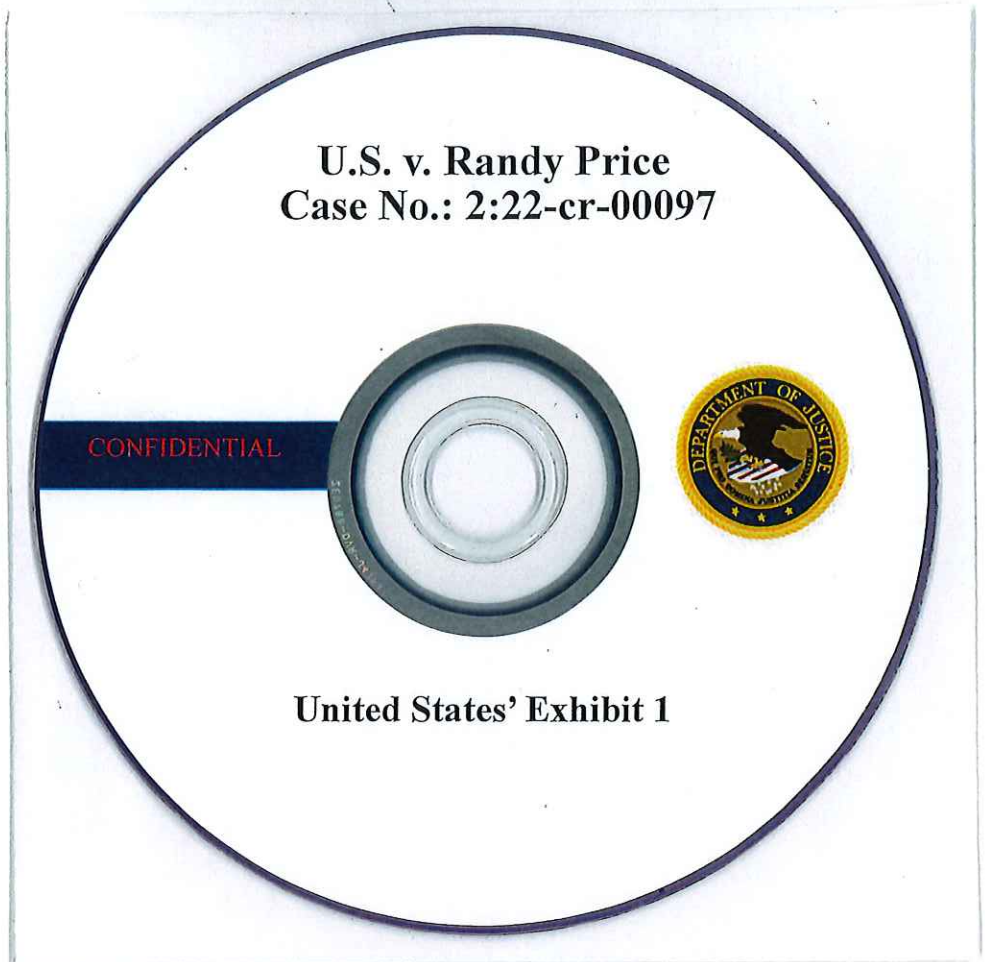 U.S. v. Randy Price
Case No.: 2:22-cr-00097
CONFIDENTIAL
DEPARTMENT OF JUSTICE
United States’ Exhibit 1